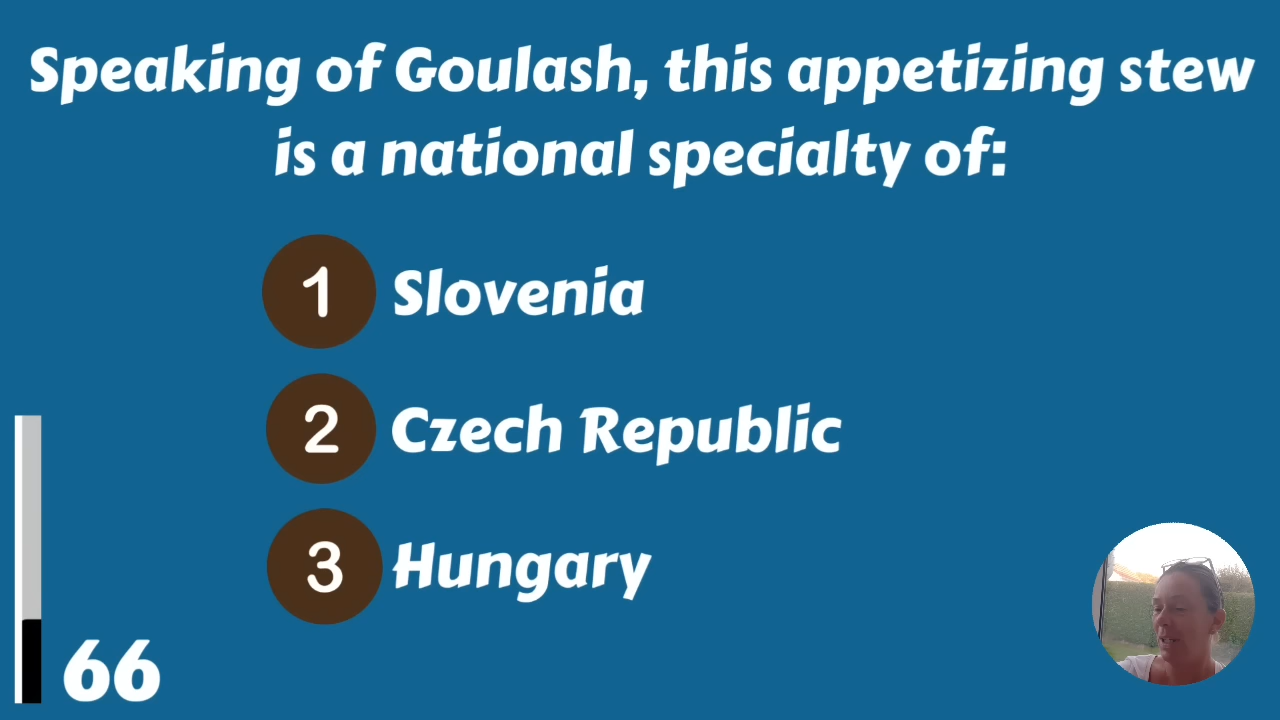 Speaking of Goulash, this appetizing stew
is a national specialty of:
1 Slovenia
2 Czech Republic
3 Hungary
66